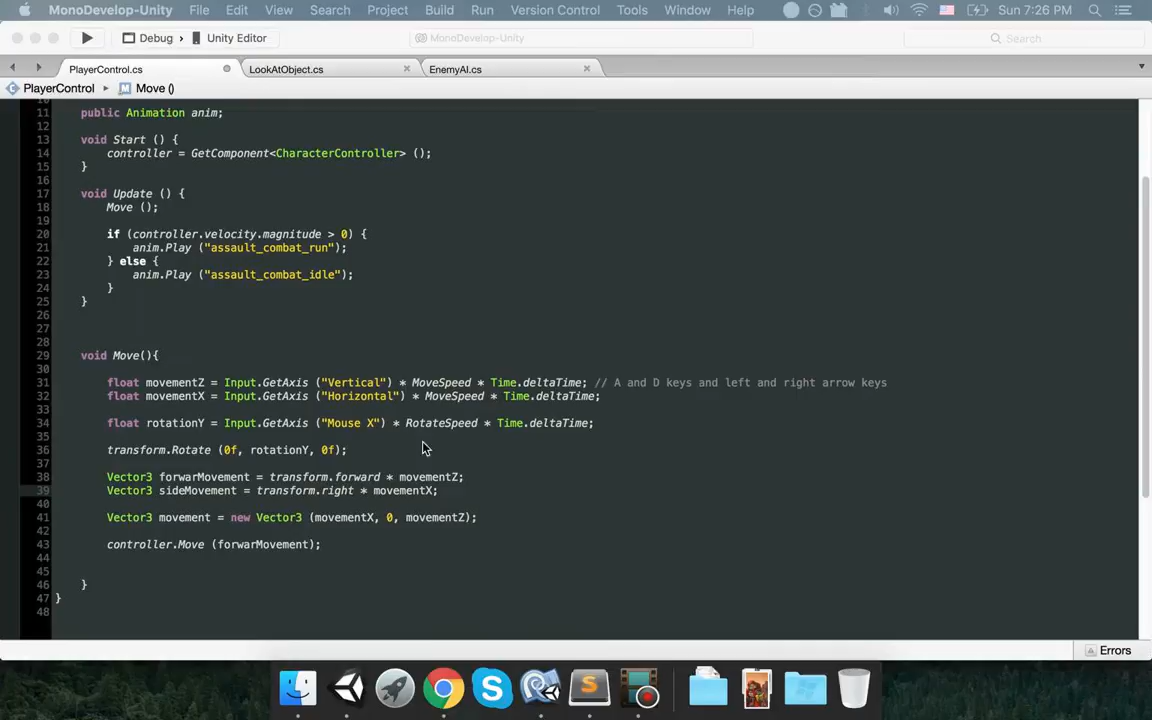 MonoDevelop-Unity File Edit View Search Project Build Run Version Control Tools Window Help Sun 7:26 PM
Debug › Unity Editor MonoDevelop-Unity Search
PlayerControl.cs LookAtObject.cs × EnemyAI.cs ×
PlayerControl ▸ Move ()
10
11 public Animation anim;
12
13 void Start () {
14 controller = GetComponent<CharacterController> ();
15 }
16
17 void Update () {
18 Move ();
19
20 if (controller.velocity.magnitude > 0) {
21 anim.Play ("assault_combat_run");
22 } else {
23 anim.Play ("assault_combat_idle");
24 }
25 }
26
27
28
29 void Move(){
30
31 float movementZ = Input.GetAxis ("Vertical") * MoveSpeed * Time.deltaTime; // A and D keys and left and right arrow keys
32 float movementX = Input.GetAxis ("Horizontal") * MoveSpeed * Time.deltaTime;
33
34 float rotationY = Input.GetAxis ("Mouse X") * RotateSpeed * Time.deltaTime;
35
36 transform.Rotate (0f, rotationY, 0f);
37
38 Vector3 forwarMovement = transform.forward * movementZ;
39 Vector3 sideMovement = transform.right * movementX;
40
41 Vector3 movement = new Vector3 (movementX, 0, movementZ);
42
43 controller.Move (forwarMovement);
44
45
46 }
47 }
48
Errors